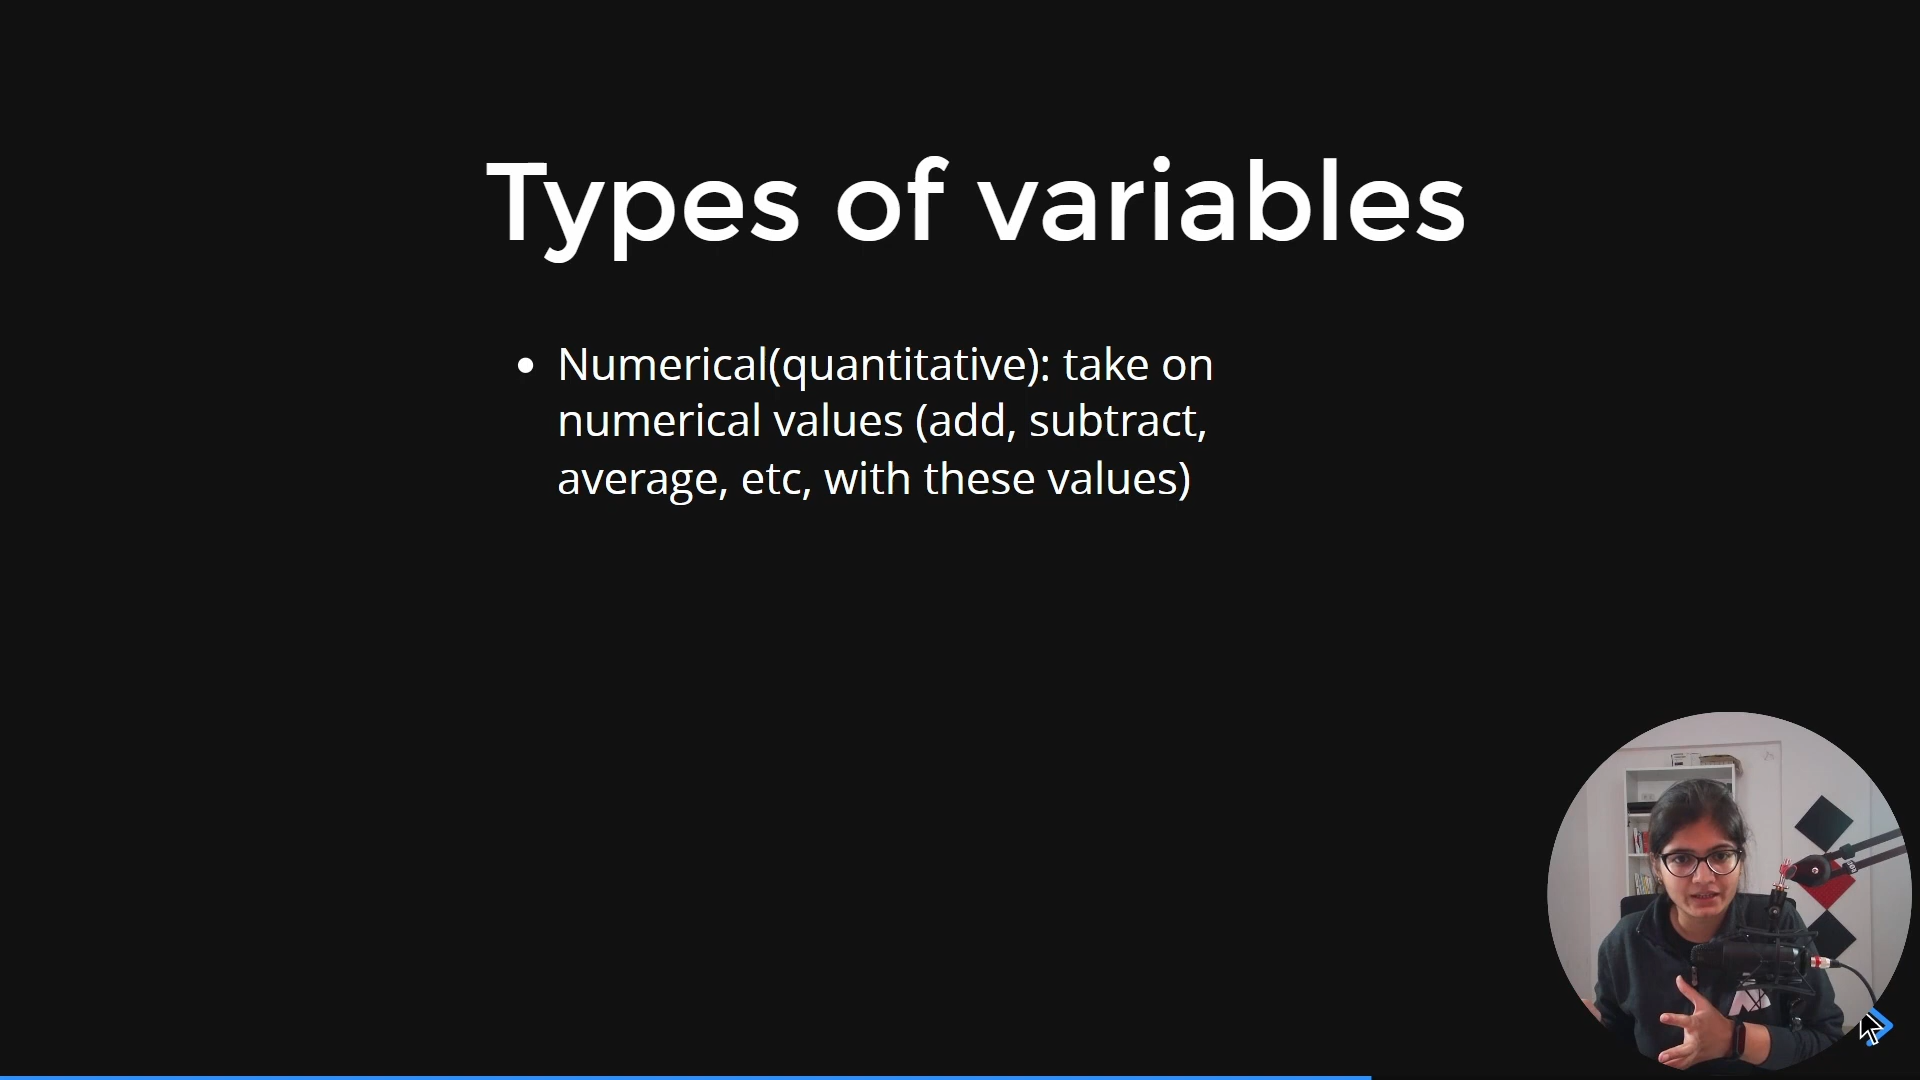 Types of variables
• Numerical(quantitative): take on
numerical values (add, subtract,
average, etc, with these values)